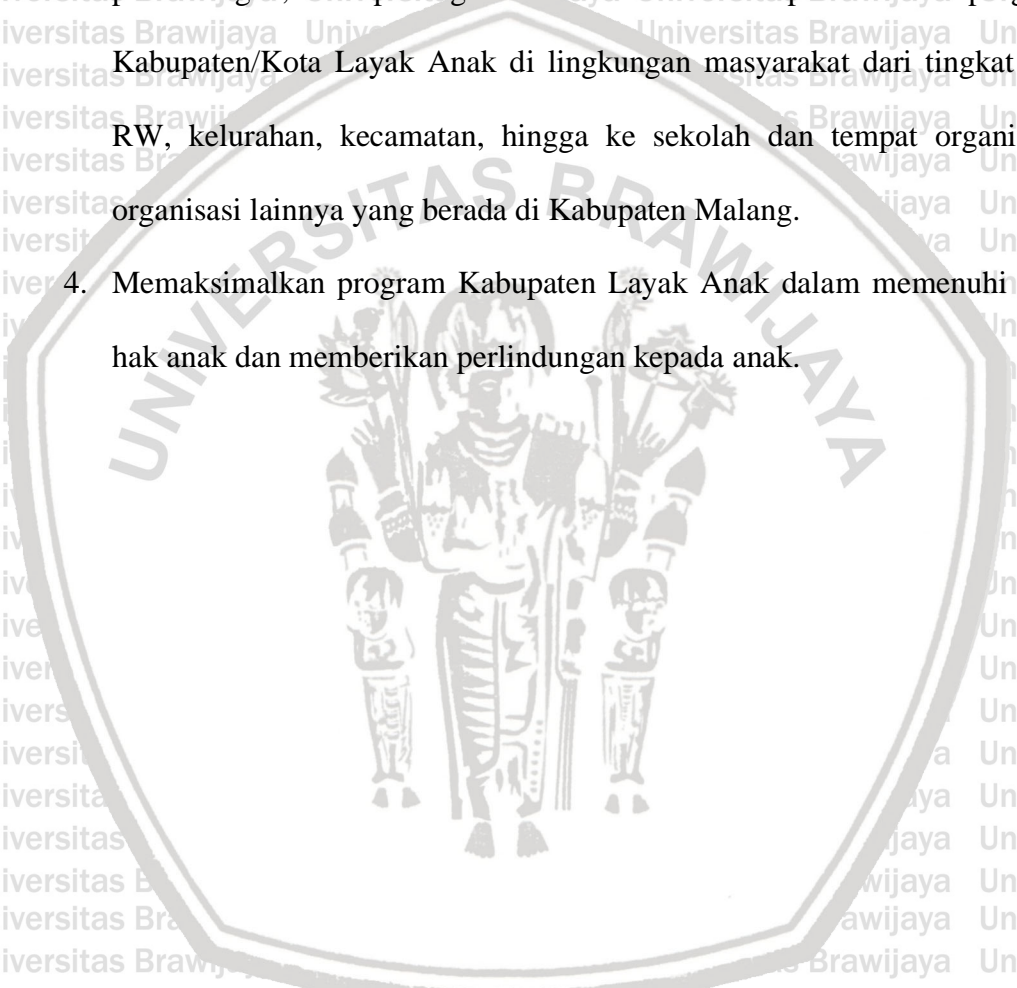 Kabupaten/Kota Layak Anak di lingkungan masyarakat dari tingkat
RW, kelurahan, kecamatan, hingga ke sekolah dan tempat organi
organisasi lainnya yang berada di Kabupaten Malang.
4. Memaksimalkan program Kabupaten Layak Anak dalam memenuhi
hak anak dan memberikan perlindungan kepada anak.
UNIVERSITAS BRAWIJAYA